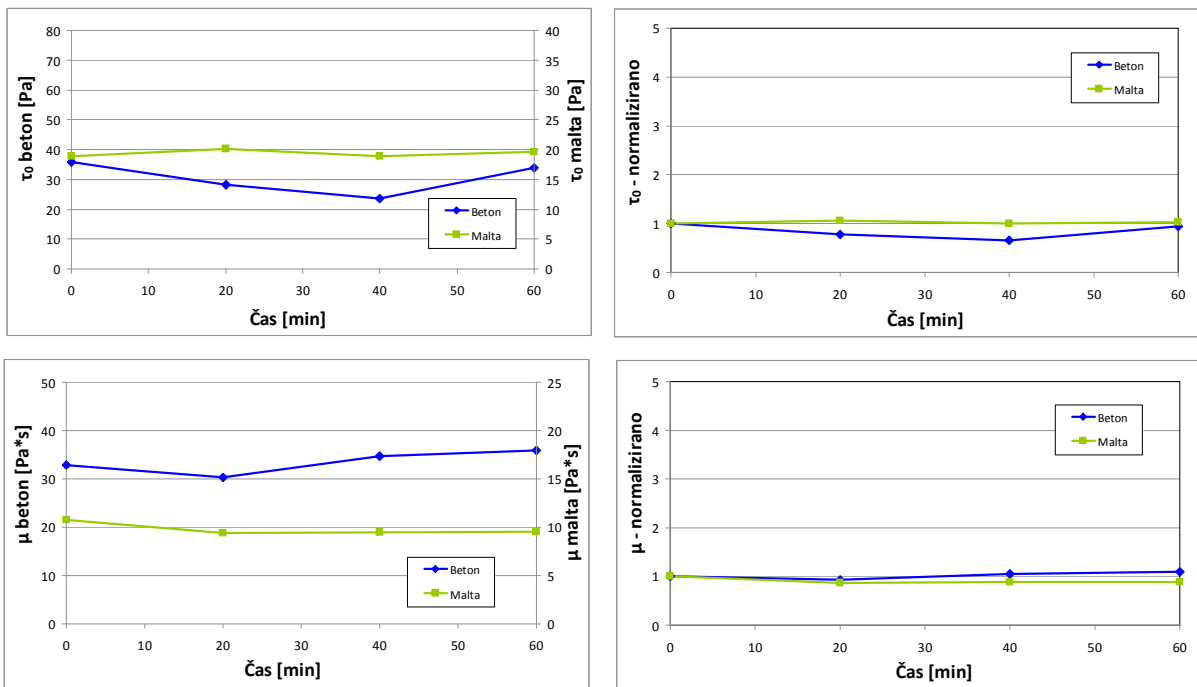 τ₀ beton [Pa]
80
70
60
50
40
30
20
10
0
40
35
30
25
20
15
10
5
0
τ₀ malta [Pa]
Beton
Malta
0 10 20 30 40 50 60
Čas [min]
τ₀ - normalizirano
5
4
3
2
1
0
Beton
Malta
0 10 20 30 40 50 60
Čas [min]
μ beton [Pa*s]
50
40
30
20
10
0
25
20
15
10
5
0
μ malta [Pa*s]
Beton
Malta
0 10 20 30 40 50 60
Čas [min]
μ - normalizirano
5
4
3
2
1
0
Beton
Malta
0 10 20 30 40 50 60
Čas [min]